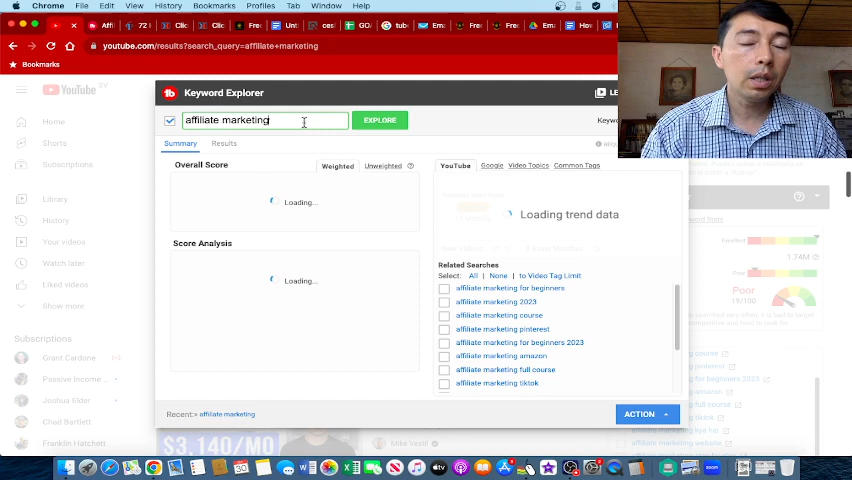 Chrome File Edit View History Bookmarks Profiles Tab Window Help
youtube.com/results?search_query=affiliate+marketing
Bookmarks
tb Keyword Explorer
affiliate marketing
EXPLORE
Summary Results
Overall Score Weighted Unweighted
Loading...
Score Analysis
Loading...
YouTube Google Video Topics Common Tags
Loading trend data
Related Searches
Select: All | None | to Video Tag Limit
affiliate marketing for beginners
affiliate marketing 2023
affiliate marketing course
affiliate marketing pinterest
affiliate marketing for beginners 2023
affiliate marketing amazon
affiliate marketing full course
affiliate marketing tiktok
Recent:» affiliate marketing
ACTION
YouTube SV
Home
Shorts
Subscriptions
Library
History
Your videos
Watch later
Liked videos
Show more
Subscriptions
Grant Cardone
Passive Income ...
Joshua Elder
Chad Bartlett
Franklin Hatchett
$3,140/MO
Mike Vestil
Excellent
1.74M
Poor
Poor
19/100